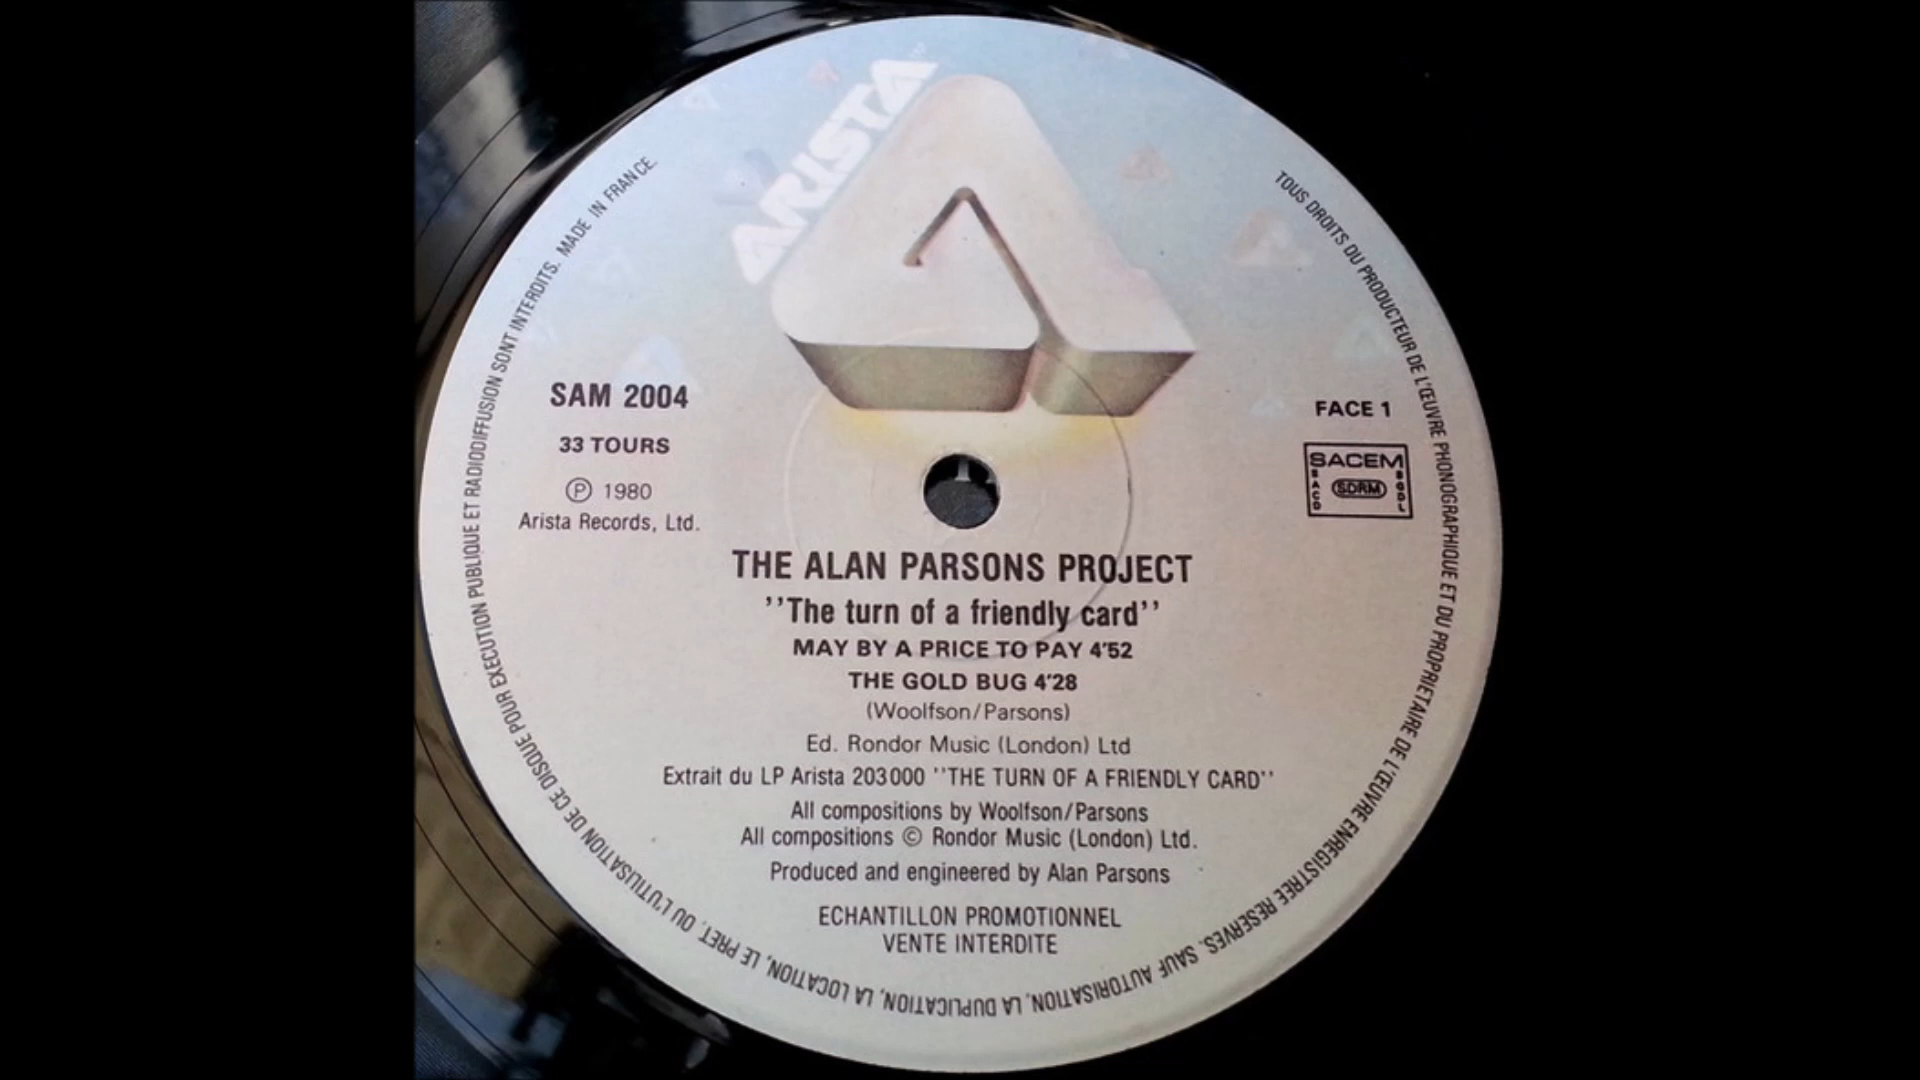 ARISTA
SAM 2004
33 TOURS
Ⓟ 1980
Arista Records, Ltd.
FACE 1
SACEM
SACD
SDRM
SGDL
THE ALAN PARSONS PROJECT
''The turn of a friendly card''
MAY BY A PRICE TO PAY 4'52
THE GOLD BUG 4'28
(Woolfson/Parsons)
Ed. Rondor Music (London) Ltd
Extrait du LP Arista 203000 ''THE TURN OF A FRIENDLY CARD''
All compositions by Woolfson/Parsons
All compositions © Rondor Music (London) Ltd.
Produced and engineered by Alan Parsons
ECHANTILLON PROMOTIONNEL
VENTE INTERDITE
TOUS DROITS DU PRODUCTEUR DE L'ŒUVRE PHONOGRAPHIQUE ET DU PROPRIETAIRE DE L'ŒUVRE ENREGISTREE RESERVES. SAUF AUTORISATION, LA DUPLICATION, LA LOCATION, LE PRET, OU L'UTILISATION DE CE DISQUE POUR EXECUTION PUBLIQUE ET RADIODIFFUSION SONT INTERDITS. MADE IN FRANCE.